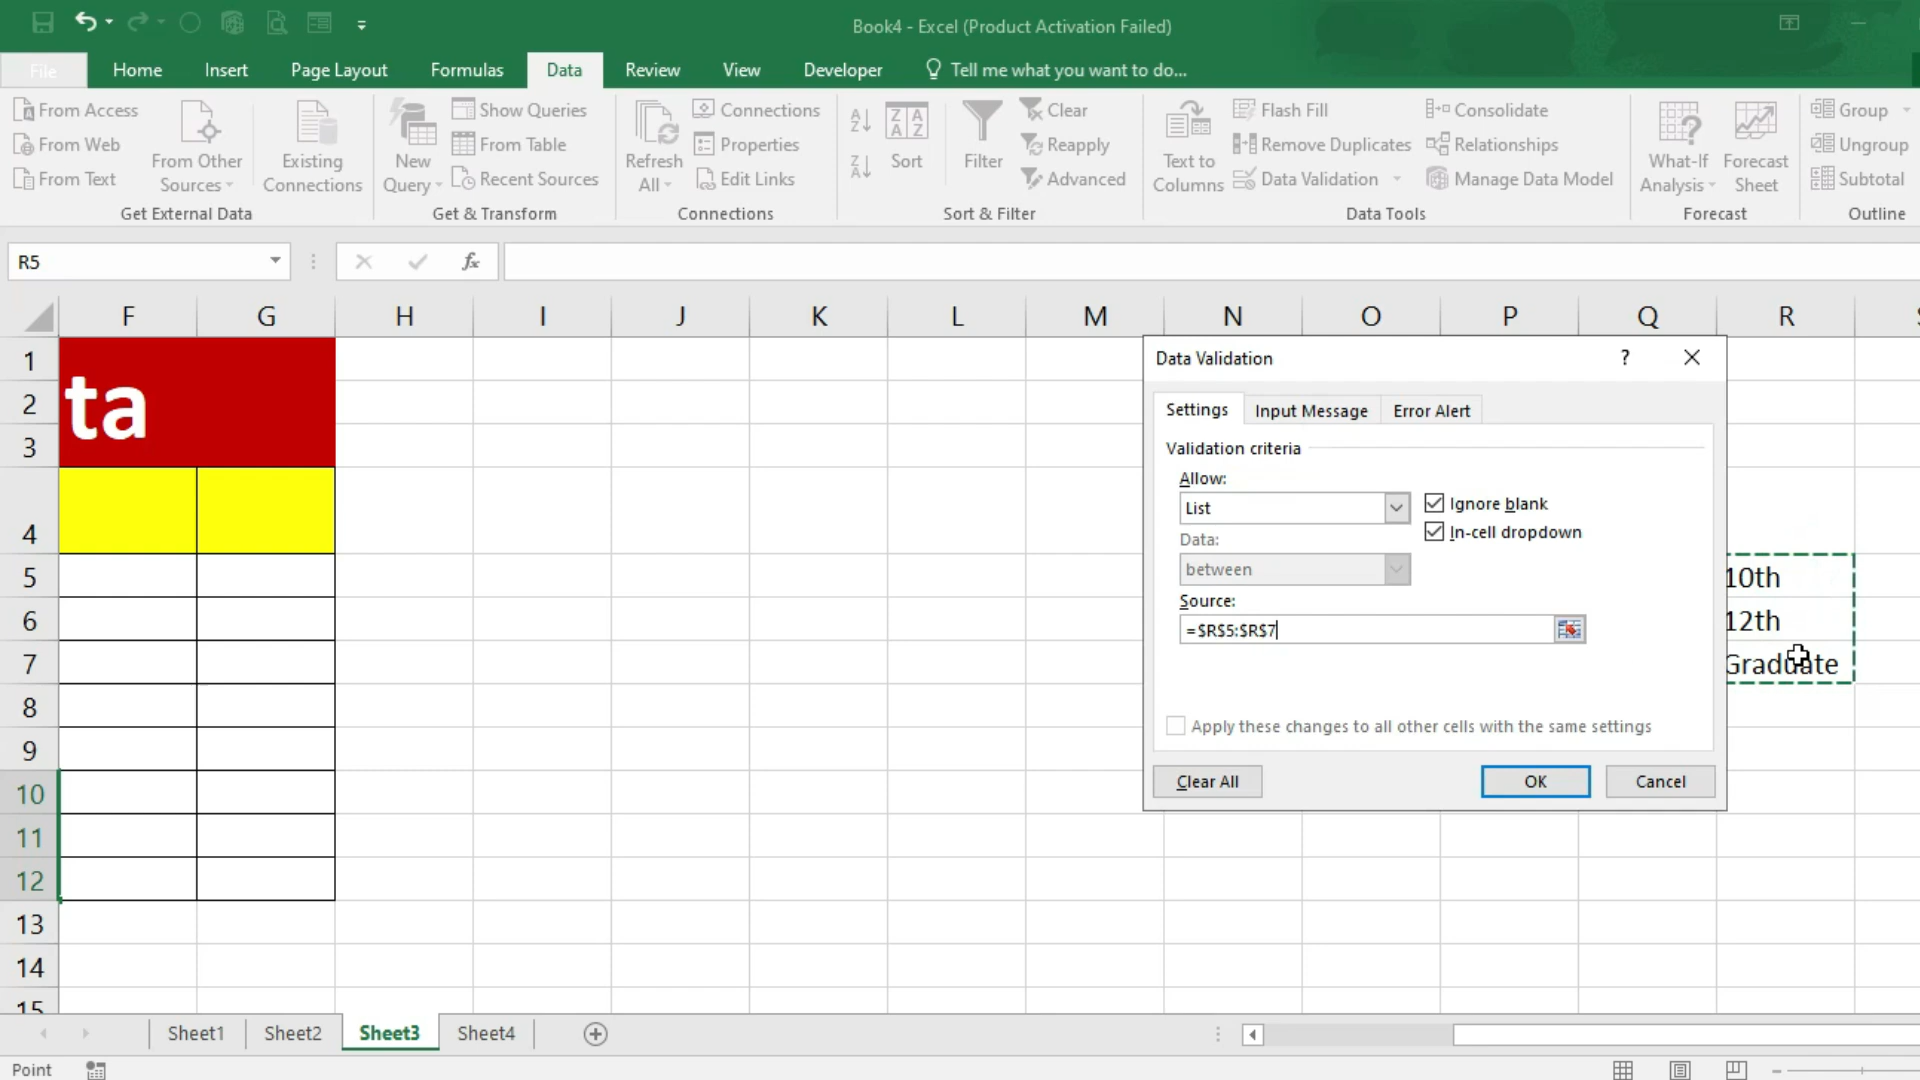 Book4 - Excel (Product Activation Failed)
File Home Insert Page Layout Formulas Data Review View Developer Tell me what you want to do...
From Access
From Web
From Text
From Other
Sources
Existing
Connections
Get External Data
New
Query
Show Queries
From Table
Recent Sources
Get & Transform
Refresh
All
Connections
Properties
Edit Links
Connections
Sort
Filter
Clear
Reapply
Advanced
Sort & Filter
Text to
Columns
Flash Fill
Remove Duplicates
Data Validation
Consolidate
Relationships
Manage Data Model
Data Tools
What-If
Analysis
Forecast
Sheet
Forecast
Group
Ungroup
Subtotal
Outline
R5
fx
F G H I J K L M N O P Q R
1
2
3
4
5
6
7
8
9
10
11
12
13
14
15
ta
10th
12th
Graduate
Data Validation
?
Settings Input Message Error Alert
Validation criteria
Allow:
List
Ignore blank
In-cell dropdown
Data:
between
Source:
=$R$5:$R$7
Apply these changes to all other cells with the same settings
Clear All OK Cancel
Sheet1 Sheet2 Sheet3 Sheet4
Point